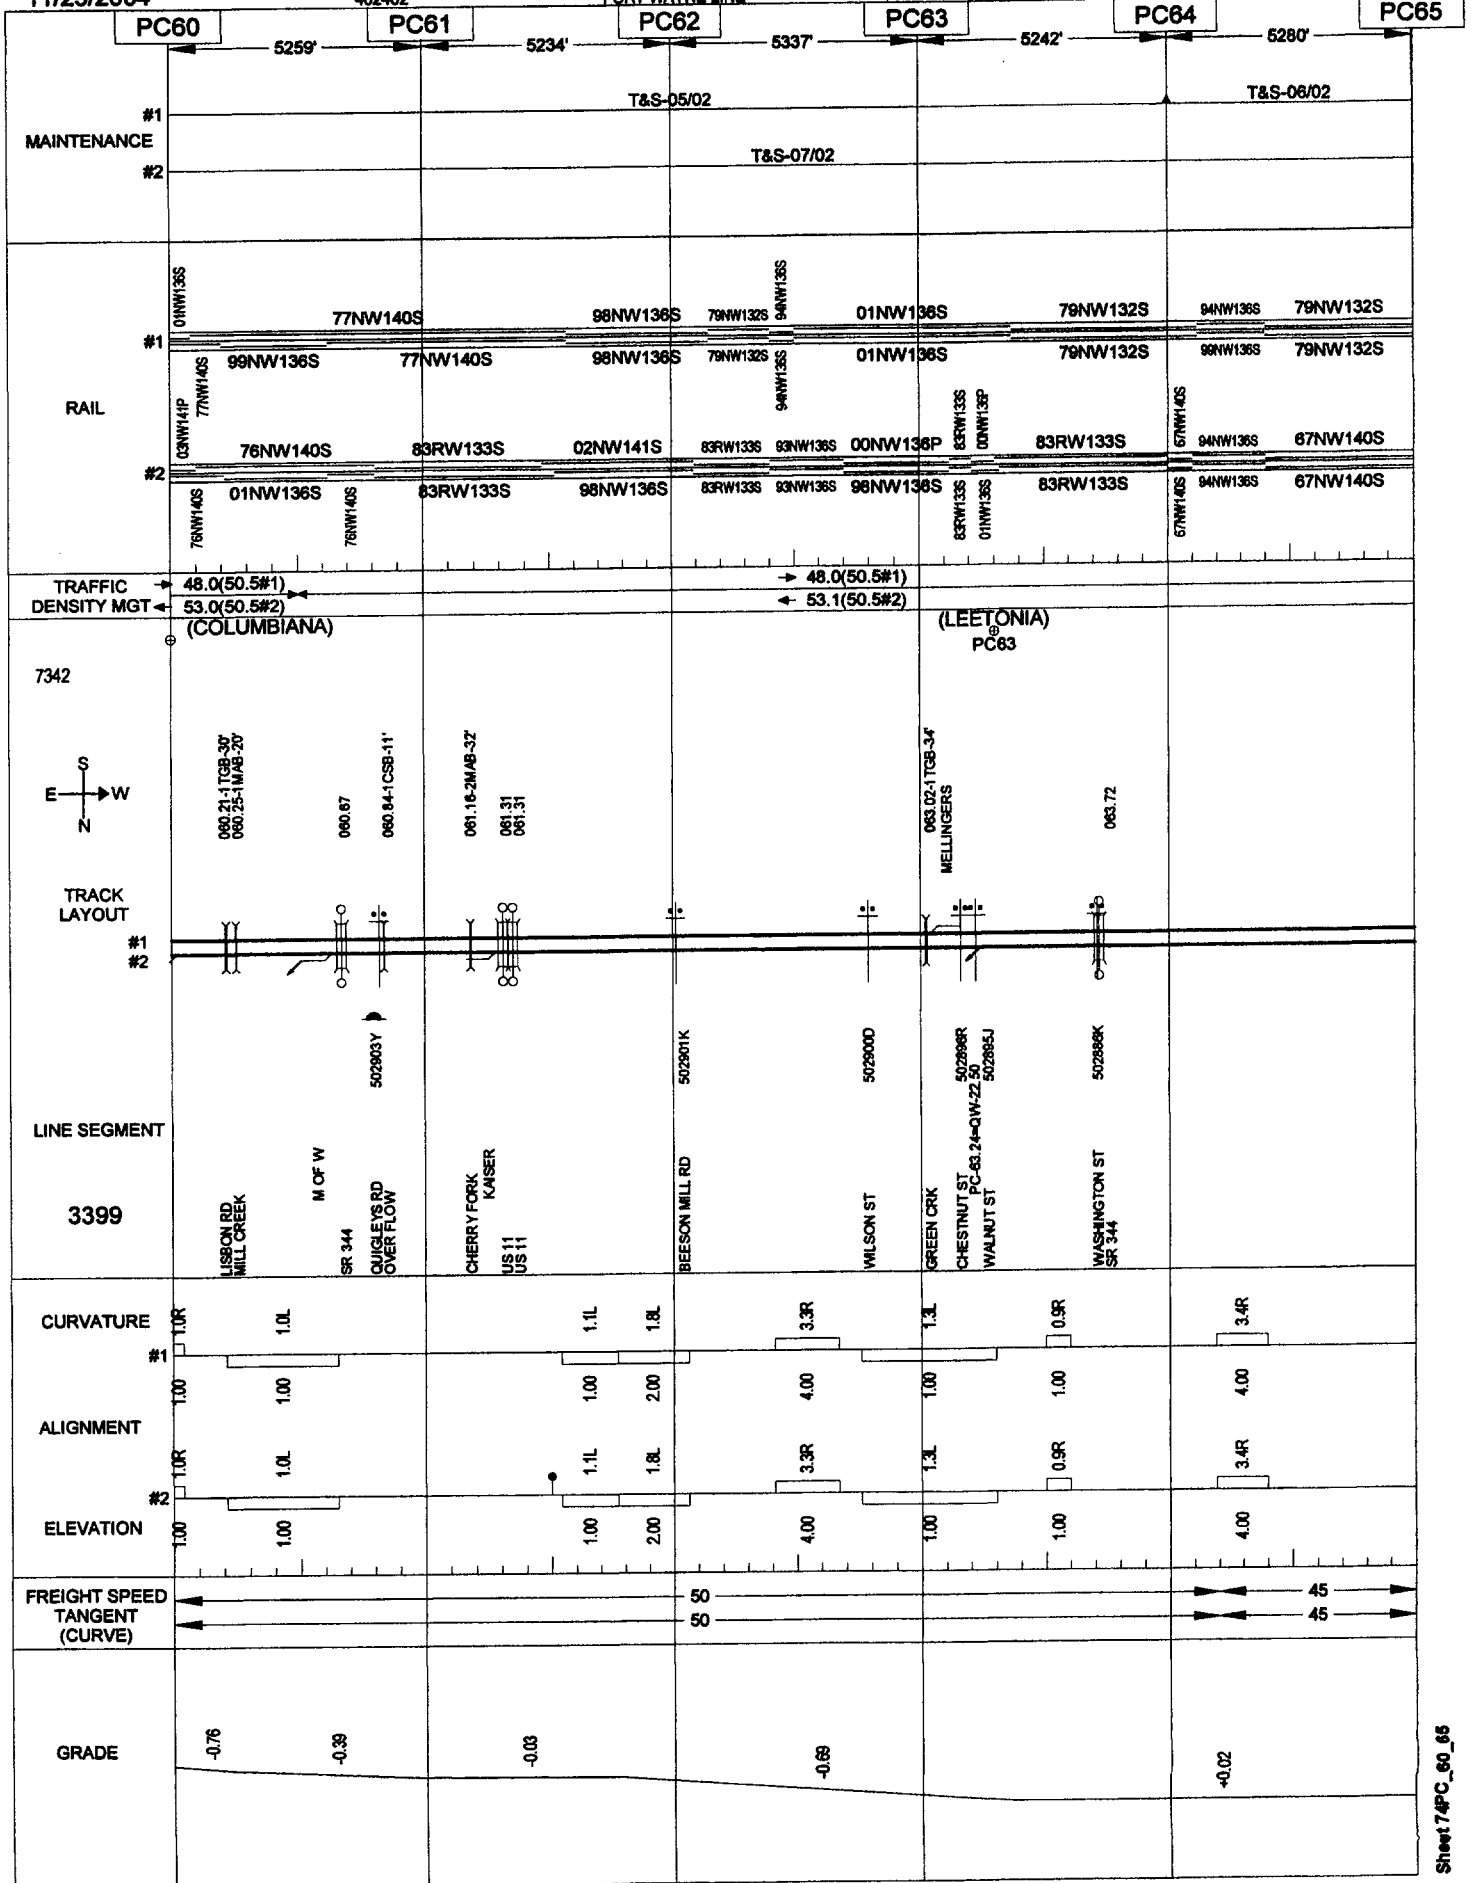 PC60 PC61 PC62 PC63 PC64 PC65
5259' 5234' 5337' 5242' 5280'
MAINTENANCE
#1 T&S-05/02 T&S-06/02
#2 T&S-07/02
RAIL
01NW136S 94NW136S
77NW140S 98NW136S 79NW132S 01NW136S 79NW132S 94NW136S 79NW132S
#1
99NW136S 77NW140S 98NW136S 79NW132S 01NW136S 79NW132S 99NW136S 79NW132S
77NW140S 94NW136S
03NW141P 83RW133S 00NW136P 67NW140S
76NW140S 83RW133S 02NW141S 83RW133S 93NW136S 00NW136P 83RW133S 94NW136S 67NW140S
#2
01NW136S 83RW133S 98NW136S 83RW133S 93NW136S 98NW136S 83RW133S 94NW136S 67NW140S
76NW140S 76NW140S 83RW133S 01NW136S 67NW140S
TRAFFIC 48.0(50.5#1) 48.0(50.5#1)
DENSITY MGT 53.0(50.5#2) 53.1(50.5#2)
(COLUMBIANA) (LEETONIA)
PC63
7342
S
E W
N
060.21-1TGB-30'
060.25-1MAB-20'
060.67
060.84-1CSB-11'
061.16-2MAB-32'
061.31
061.31
063.02-1TGB-34'
MELLINGERS
063.72
TRACK
LAYOUT
#1
#2
502903Y
502901K
502900D
502896R
PC-63.24=QW-22.50
502895J
502886K
LINE SEGMENT
3399
LISBON RD
MILL CREEK
M OF W
SR 344
QUIGLEYS RD
OVER FLOW
CHERRY FORK
KAISER
US 11
US 11
BEESON MILL RD
WILSON ST
GREEN CRK
CHESTNUT ST
WALNUT ST
WASHINGTON ST
SR 344
CURVATURE
1.0R 1.0L 1.1L 1.8L 3.3R 1.3L 0.9R 3.4R
#1
1.00 1.00 1.00 2.00 4.00 1.00 1.00 4.00
ALIGNMENT
1.0R 1.0L 1.1L 1.8L 3.3R 1.3L 0.9R 3.4R
#2
ELEVATION
1.00 1.00 1.00 2.00 4.00 1.00 1.00 4.00
FREIGHT SPEED 50 45
TANGENT 50 45
(CURVE)
GRADE
-0.76 -0.39 -0.03 -0.69 +0.02
Sheet 74PC_60_65